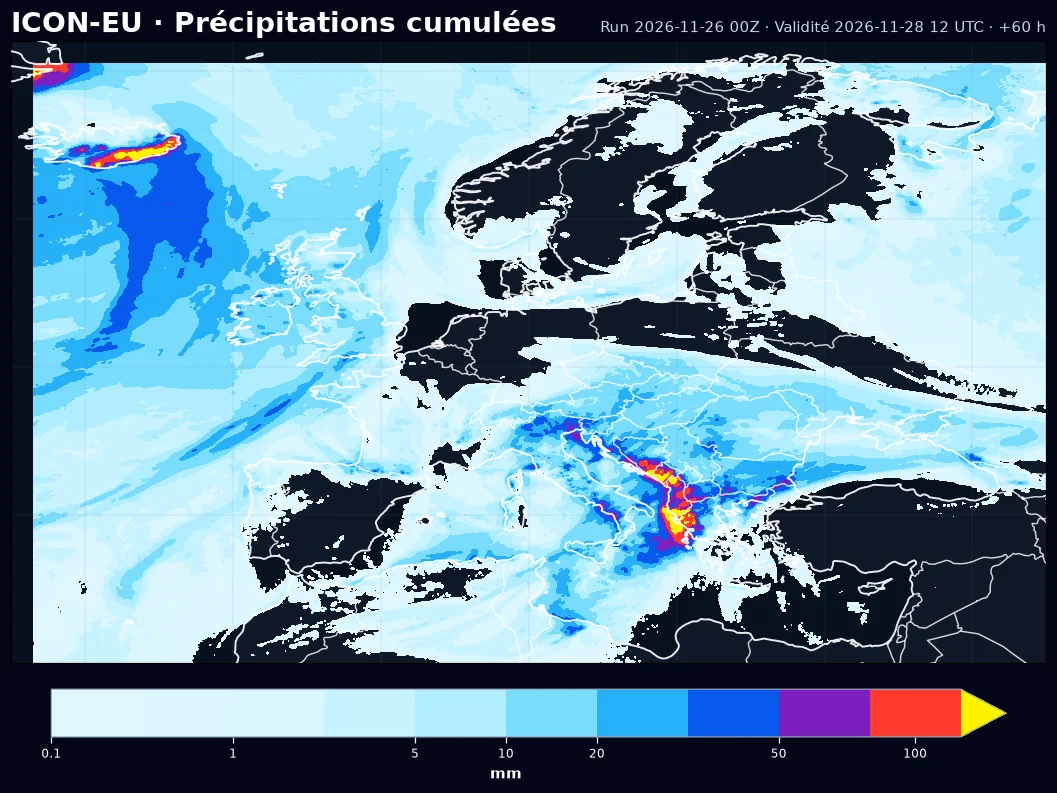 ICON-EU · Précipitations cumulées
Run 2026-11-26 00Z · Validité 2026-11-28 12 UTC · +60 h
0.1 1 5 10 20 50 100
mm